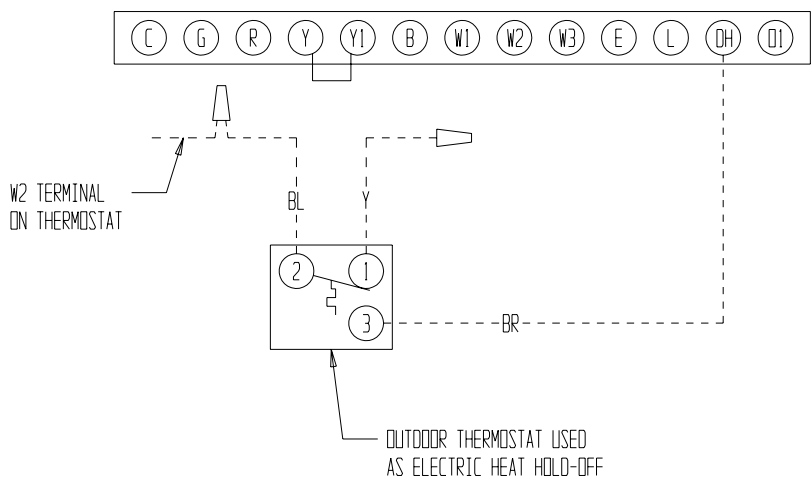 C G R Y Y1 B W1 W2 W3 E L DH O1
W2 TERMINAL
ON THERMOSTAT
BL Y
2 1
3
BR
OUTDOOR THERMOSTAT USED
AS ELECTRIC HEAT HOLD-OFF